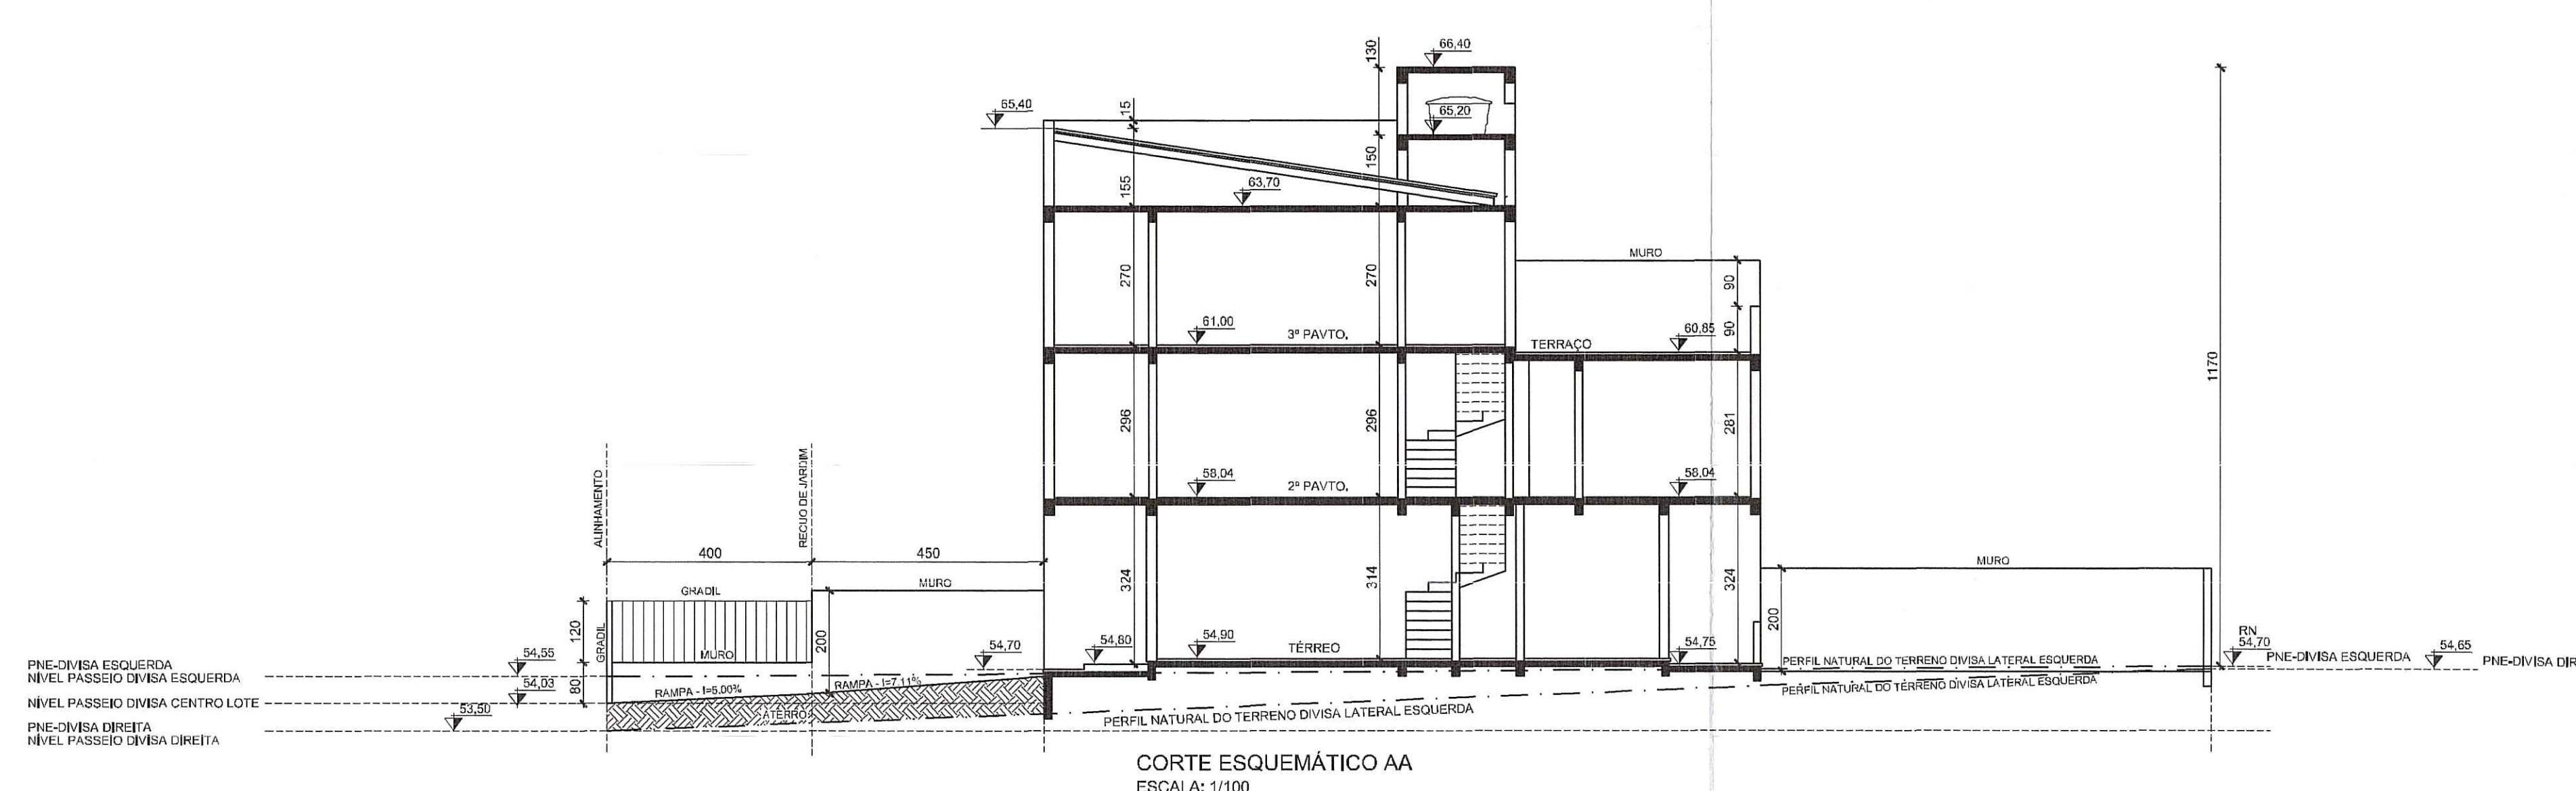 66,40
130
65,40
15
65,20
150
155
63,70
MURO
270
270
90
61,00
3º PAVTO.
60,85
90
TERRAÇO
1170
296
296
281
58,04
2º PAVTO.
58,04
ALINHAMENTO
RECUO DE JARDIM
400
450
324
314
324
MURO
MURO
GRADIL
120
GRADIL
200
200
54,80
54,90
TÉRREO
54,75
RN
54,70
54,70
PNE-DIVISA ESQUERDA
NÍVEL PASSEIO DIVISA ESQUERDA
54,55
MURO
PERFIL NATURAL DO TERRENO DIVISA LATERAL ESQUERDA
PNE-DIVISA ESQUERDA
54,65
PNE-DIVISA DIR
80
NÍVEL PASSEIO DIVISA CENTRO LOTE
54,03
RAMPA - I=5.00%
RAMPA - I=7.11%
PERFIL NATURAL DO TERRENO DIVISA LATERAL ESQUERDA
PNE-DIVISA DIREITA
NÍVEL PASSEIO DIVISA DIREITA
53,50
ATERRO
PERFIL NATURAL DO TERRENO DIVISA LATERAL ESQUERDA
CORTE ESQUEMÁTICO AA
ESCALA: 1/100